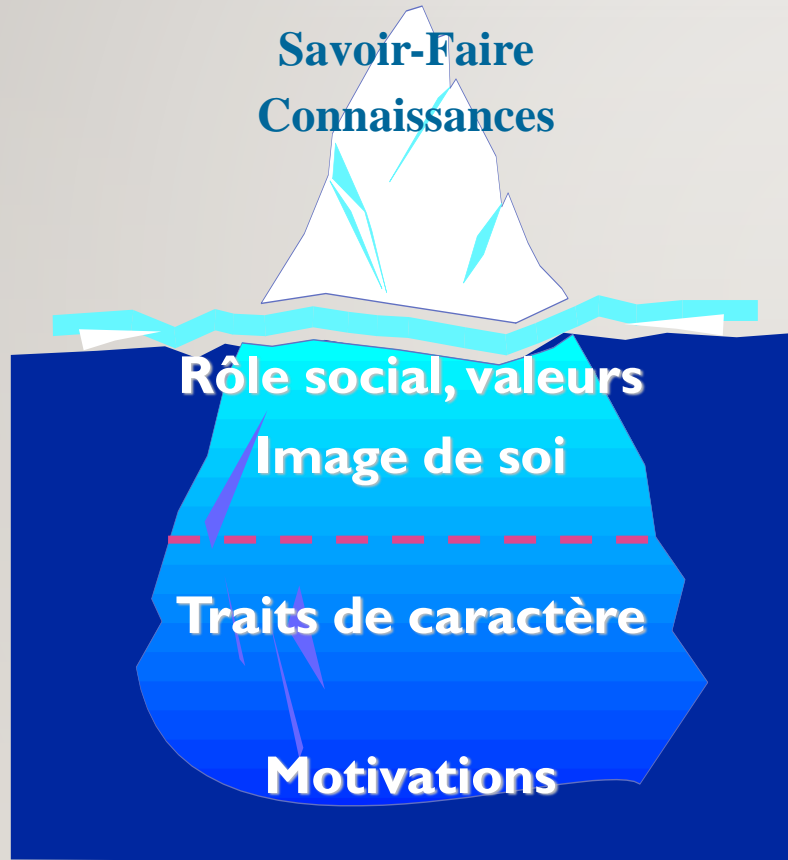 Savoir-Faire
Connaissances
Rôle social, valeurs
Image de soi
Traits de caractère
Motivations